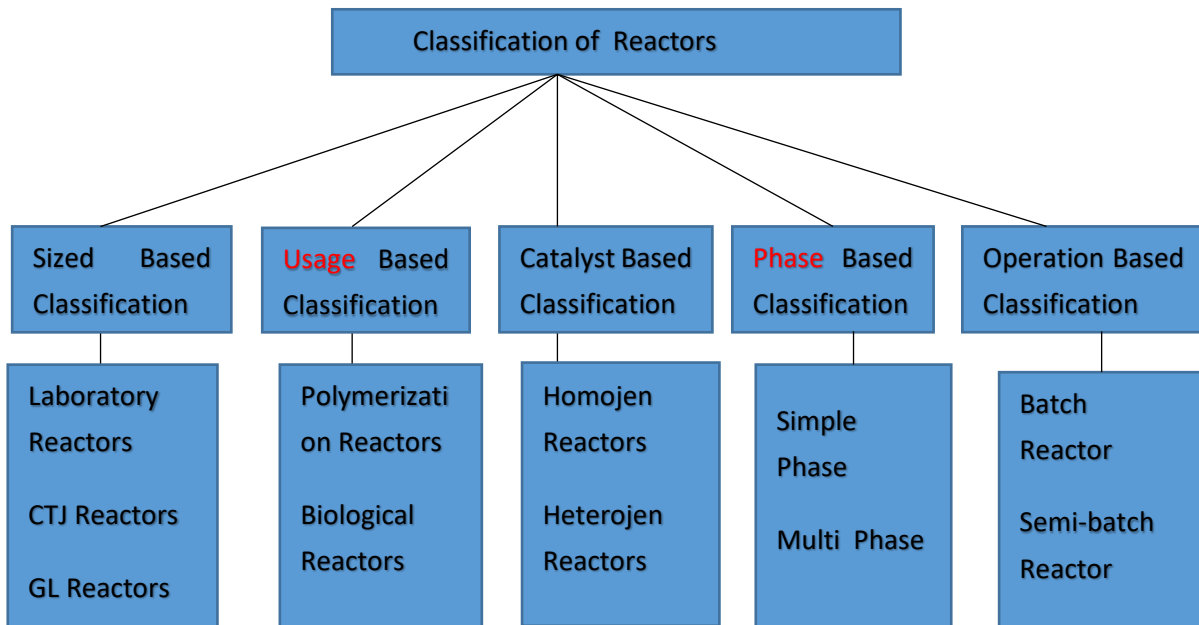 Classification of Reactors
Sized Based
Classification
Usage Based
Classification
Catalyst Based
Classification
Phase Based
Classification
Operation Based
Classification
Laboratory
Reactors
CTJ Reactors
GL Reactors
Polymerizati
on Reactors
Biological
Reactors
Homojen
Reactors
Heterojen
Reactors
Simple
Phase
Multi Phase
Batch
Reactor
Semi-batch
Reactor